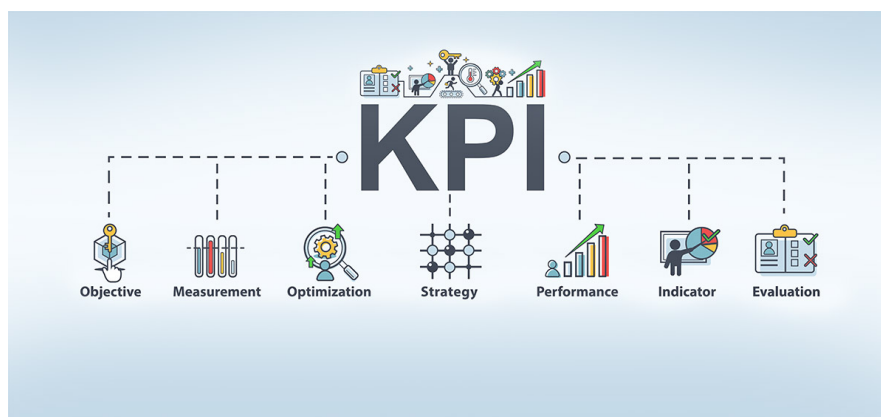 KPI
Objective Measurement Optimization Strategy Performance Indicator Evaluation